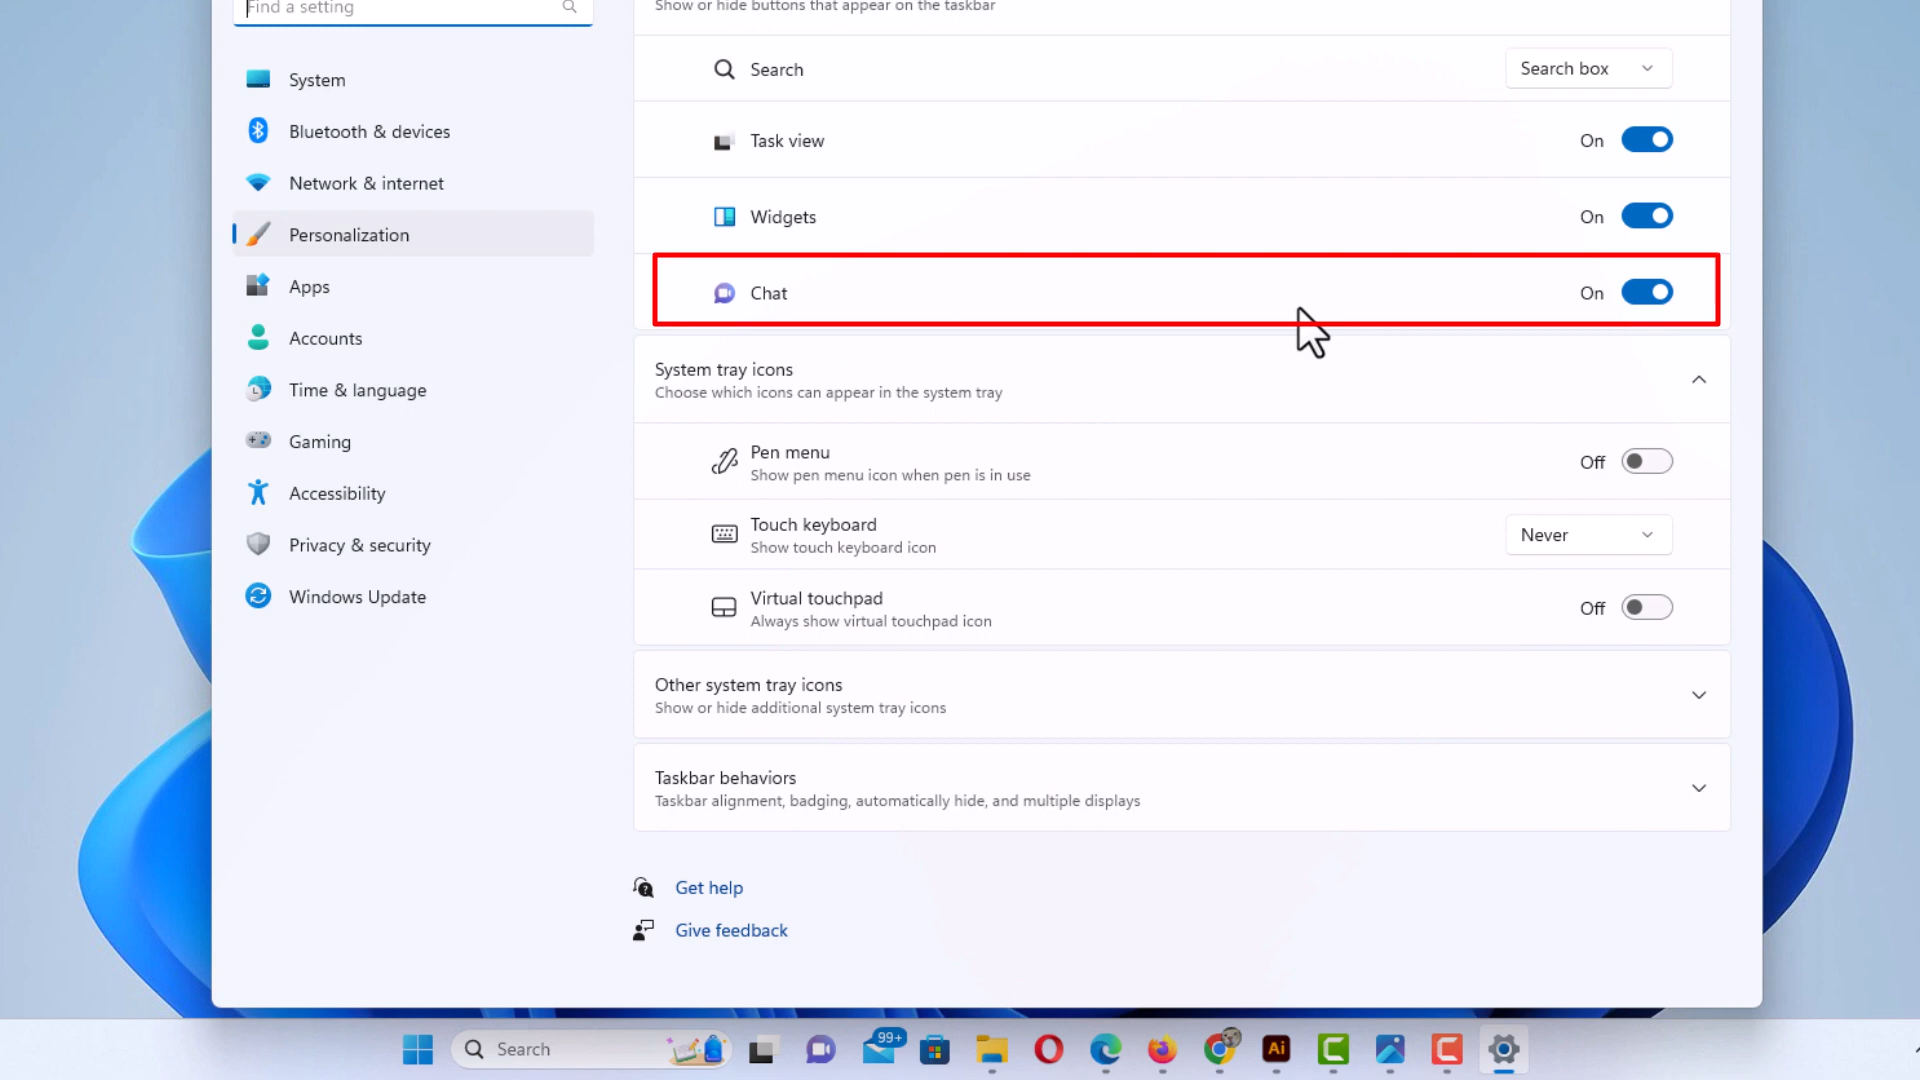 Find a setting
System
Bluetooth & devices
Network & internet
Personalization
Apps
Accounts
Time & language
Gaming
Accessibility
Privacy & security
Windows Update
Show or hide buttons that appear on the taskbar
Search
Search box
Task view
On
Widgets
On
Chat
On
System tray icons
Choose which icons can appear in the system tray
Pen menu
Show pen menu icon when pen is in use
Off
Touch keyboard
Show touch keyboard icon
Never
Virtual touchpad
Always show virtual touchpad icon
Off
Other system tray icons
Show or hide additional system tray icons
Taskbar behaviors
Taskbar alignment, badging, automatically hide, and multiple displays
Get help
Give feedback
Search
99+
Ai